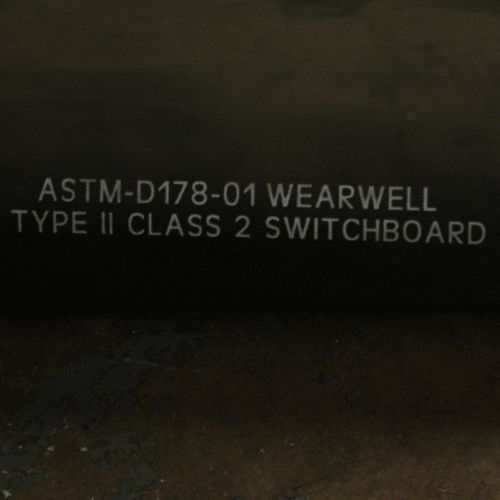 ASTM-D178-01 WEARWELL
TYPE II CLASS 2 SWITCHBOARD